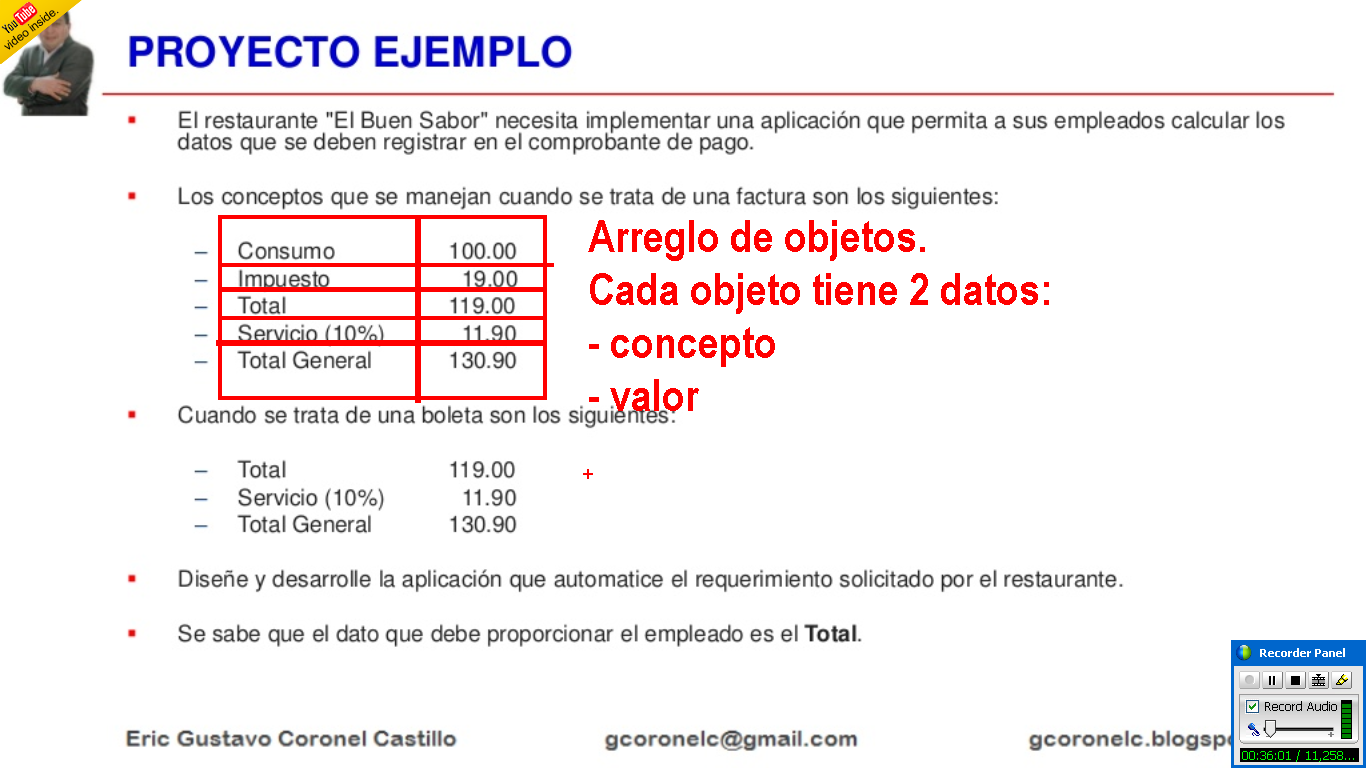 YouTube
video inside.
PROYECTO EJEMPLO
▪ El restaurante "El Buen Sabor" necesita implementar una aplicación que permita a sus empleados calcular los
datos que se deben registrar en el comprobante de pago.
▪ Los conceptos que se manejan cuando se trata de una factura son los siguientes:
– Consumo 100.00
– Impuesto 19.00
– Total 119.00
– Servicio (10%) 11.90
– Total General 130.90
Arreglo de objetos.
Cada objeto tiene 2 datos:
- concepto
- valor
▪ Cuando se trata de una boleta son los siguientes:
– Total 119.00
– Servicio (10%) 11.90
– Total General 130.90
▪ Diseñe y desarrolle la aplicación que automatice el requerimiento solicitado por el restaurante.
▪ Se sabe que el dato que debe proporcionar el empleado es el Total.
Eric Gustavo Coronel Castillo gcoronelc@gmail.com gcoronelc.blogsp
Recorder Panel
Record Audio
00:36:01 / 11,258...